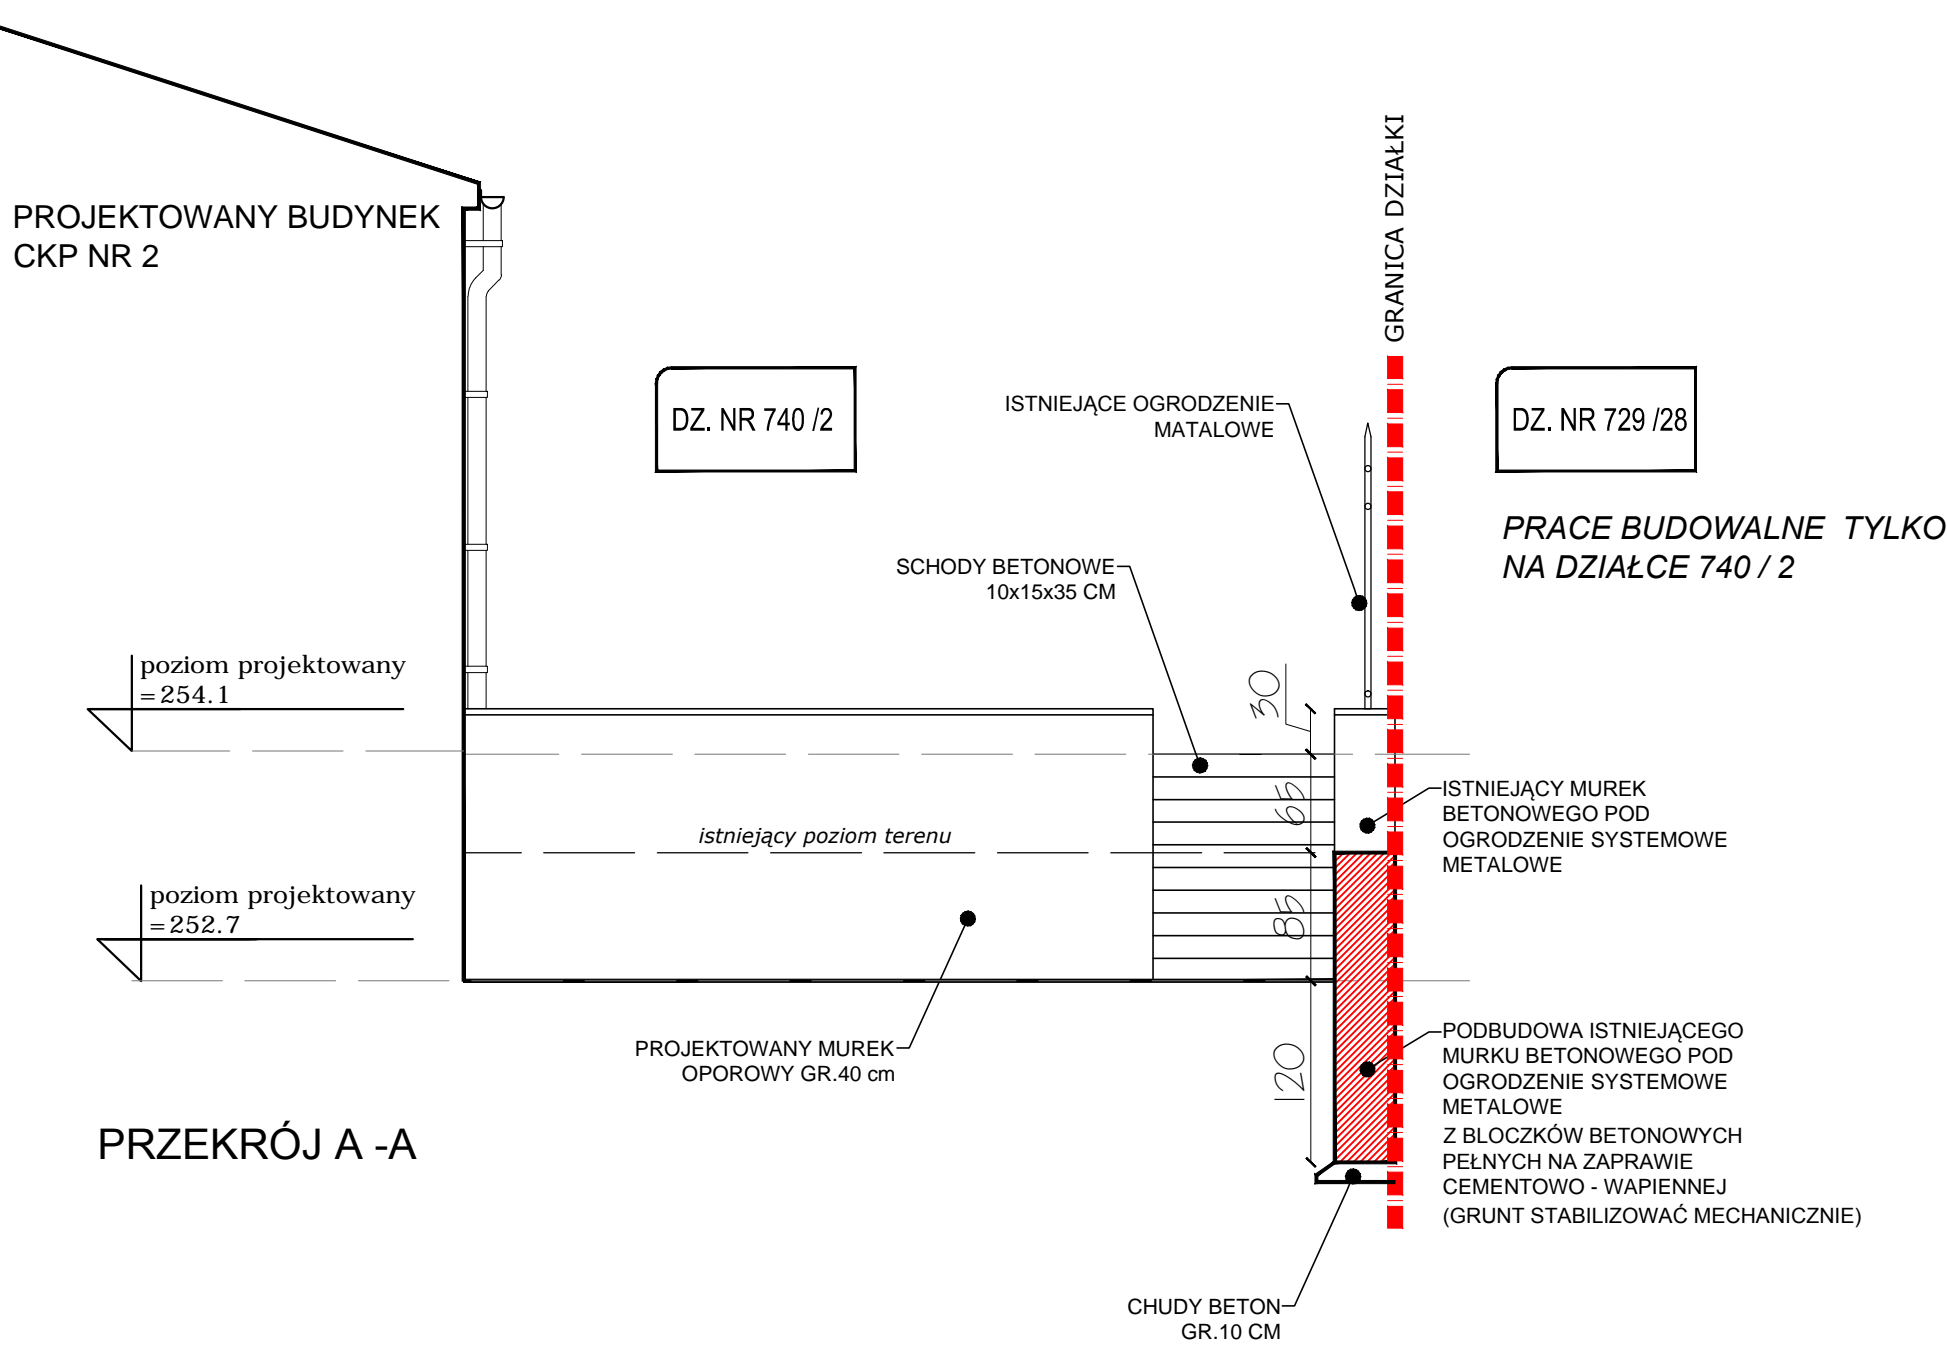 PROJEKTOWANY BUDYNEK
CKP NR 2
GRANICA DZIAŁKI
DZ. NR 740 /2
ISTNIEJĄCE OGRODZENIE
MATALOWE
DZ. NR 729 /28
PRACE BUDOWALNE TYLKO
NA DZIAŁCE 740 / 2
SCHODY BETONOWE
10x15x35 CM
poziom projektowany
=254.1
30
65
ISTNIEJĄCY MUREK
BETONOWEGO POD
OGRODZENIE SYSTEMOWE
METALOWE
istniejący poziom terenu
poziom projektowany
=252.7
85
PROJEKTOWANY MUREK
OPOROWY GR.40 cm
120
PODBUDOWA ISTNIEJĄCEGO
MURKU BETONOWEGO POD
OGRODZENIE SYSTEMOWE
METALOWE
Z BLOCZKÓW BETONOWYCH
PEŁNYCH NA ZAPRAWIE
CEMENTOWO - WAPIENNEJ
(GRUNT STABILIZOWAĆ MECHANICZNIE)
PRZEKRÓJ A -A
CHUDY BETON
GR.10 CM